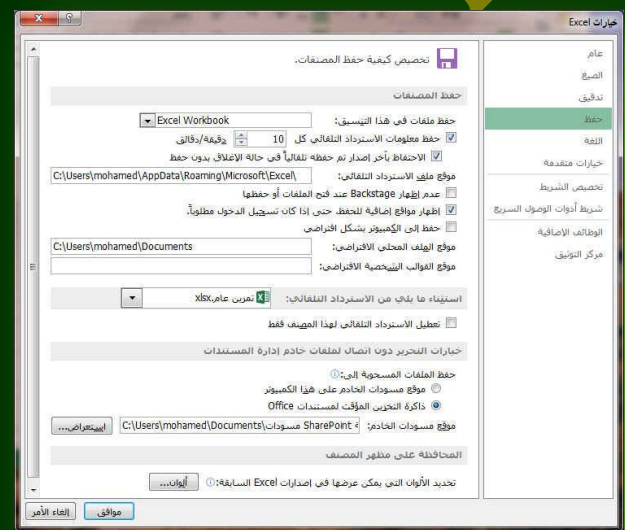 خيارات Excel
عام
الصيغ
تدقيق
حفظ
اللغة
خيارات متقدمة
تخصيص الشريط
شريط أدوات الوصول السريع
الوظائف الإضافية
مركز التوثيق
تخصيص كيفية حفظ المصنفات.
حفظ المصنفات
حفظ ملفات في هذا التنسيق: Excel Workbook
حفظ معلومات الاسترداد التلقائي كل 10 دقيقة/دقائق
الاحتفاظ بآخر إصدار تم حفظه تلقائياً في حالة الإغلاق بدون حفظ
موقع ملف الاسترداد التلقائي: C:\Users\mohamed\AppData\Roaming\Microsoft\Excel\
عدم إظهار Backstage عند فتح الملفات أو حفظها
إظهار مواقع إضافية للحفظ، حتى إذا كان تسجيل الدخول مطلوباً.
حفظ إلى الكمبيوتر بشكل افتراضي
موقع الملف المحلي الافتراضي: C:\Users\mohamed\Documents
موقع القوالب الشخصية الافتراضي:
استثناء ما يلي من الاسترداد التلقائي: تمرين عام.xlsx
تعطيل الاسترداد التلقائي لهذا المصنف فقط
خيارات التحرير دون اتصال لملفات خادم إدارة المستندات
حفظ الملفات المسحوبة إلى:
موقع مسودات الخادم على هذا الكمبيوتر
ذاكرة التخزين المؤقت لمستندات Office
موقع مسودات الخادم: C:\Users\mohamed\Documents\مسودات SharePoint استعراض...
المحافظة على مظهر المصنف
تحديد الألوان التي يمكن عرضها في إصدارات Excel السابقة: ألوان...
موافق إلغاء الأمر